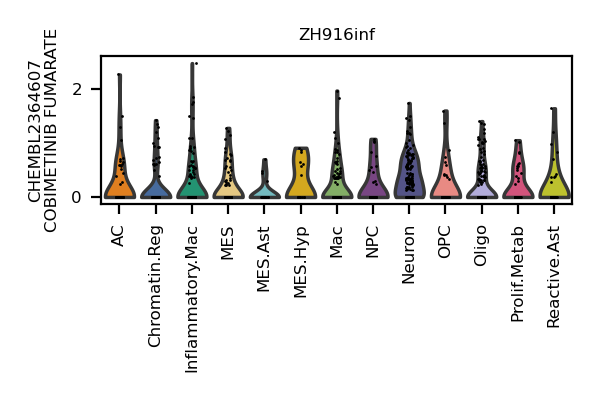 ZH916inf
CHEMBL2364607
COBIMETINIB FUMARATE
2
0
AC
Chromatin.Reg
Inflammatory.Mac
MES
MES.Ast
MES.Hyp
Mac
NPC
Neuron
OPC
Oligo
Prolif.Metab
Reactive.Ast